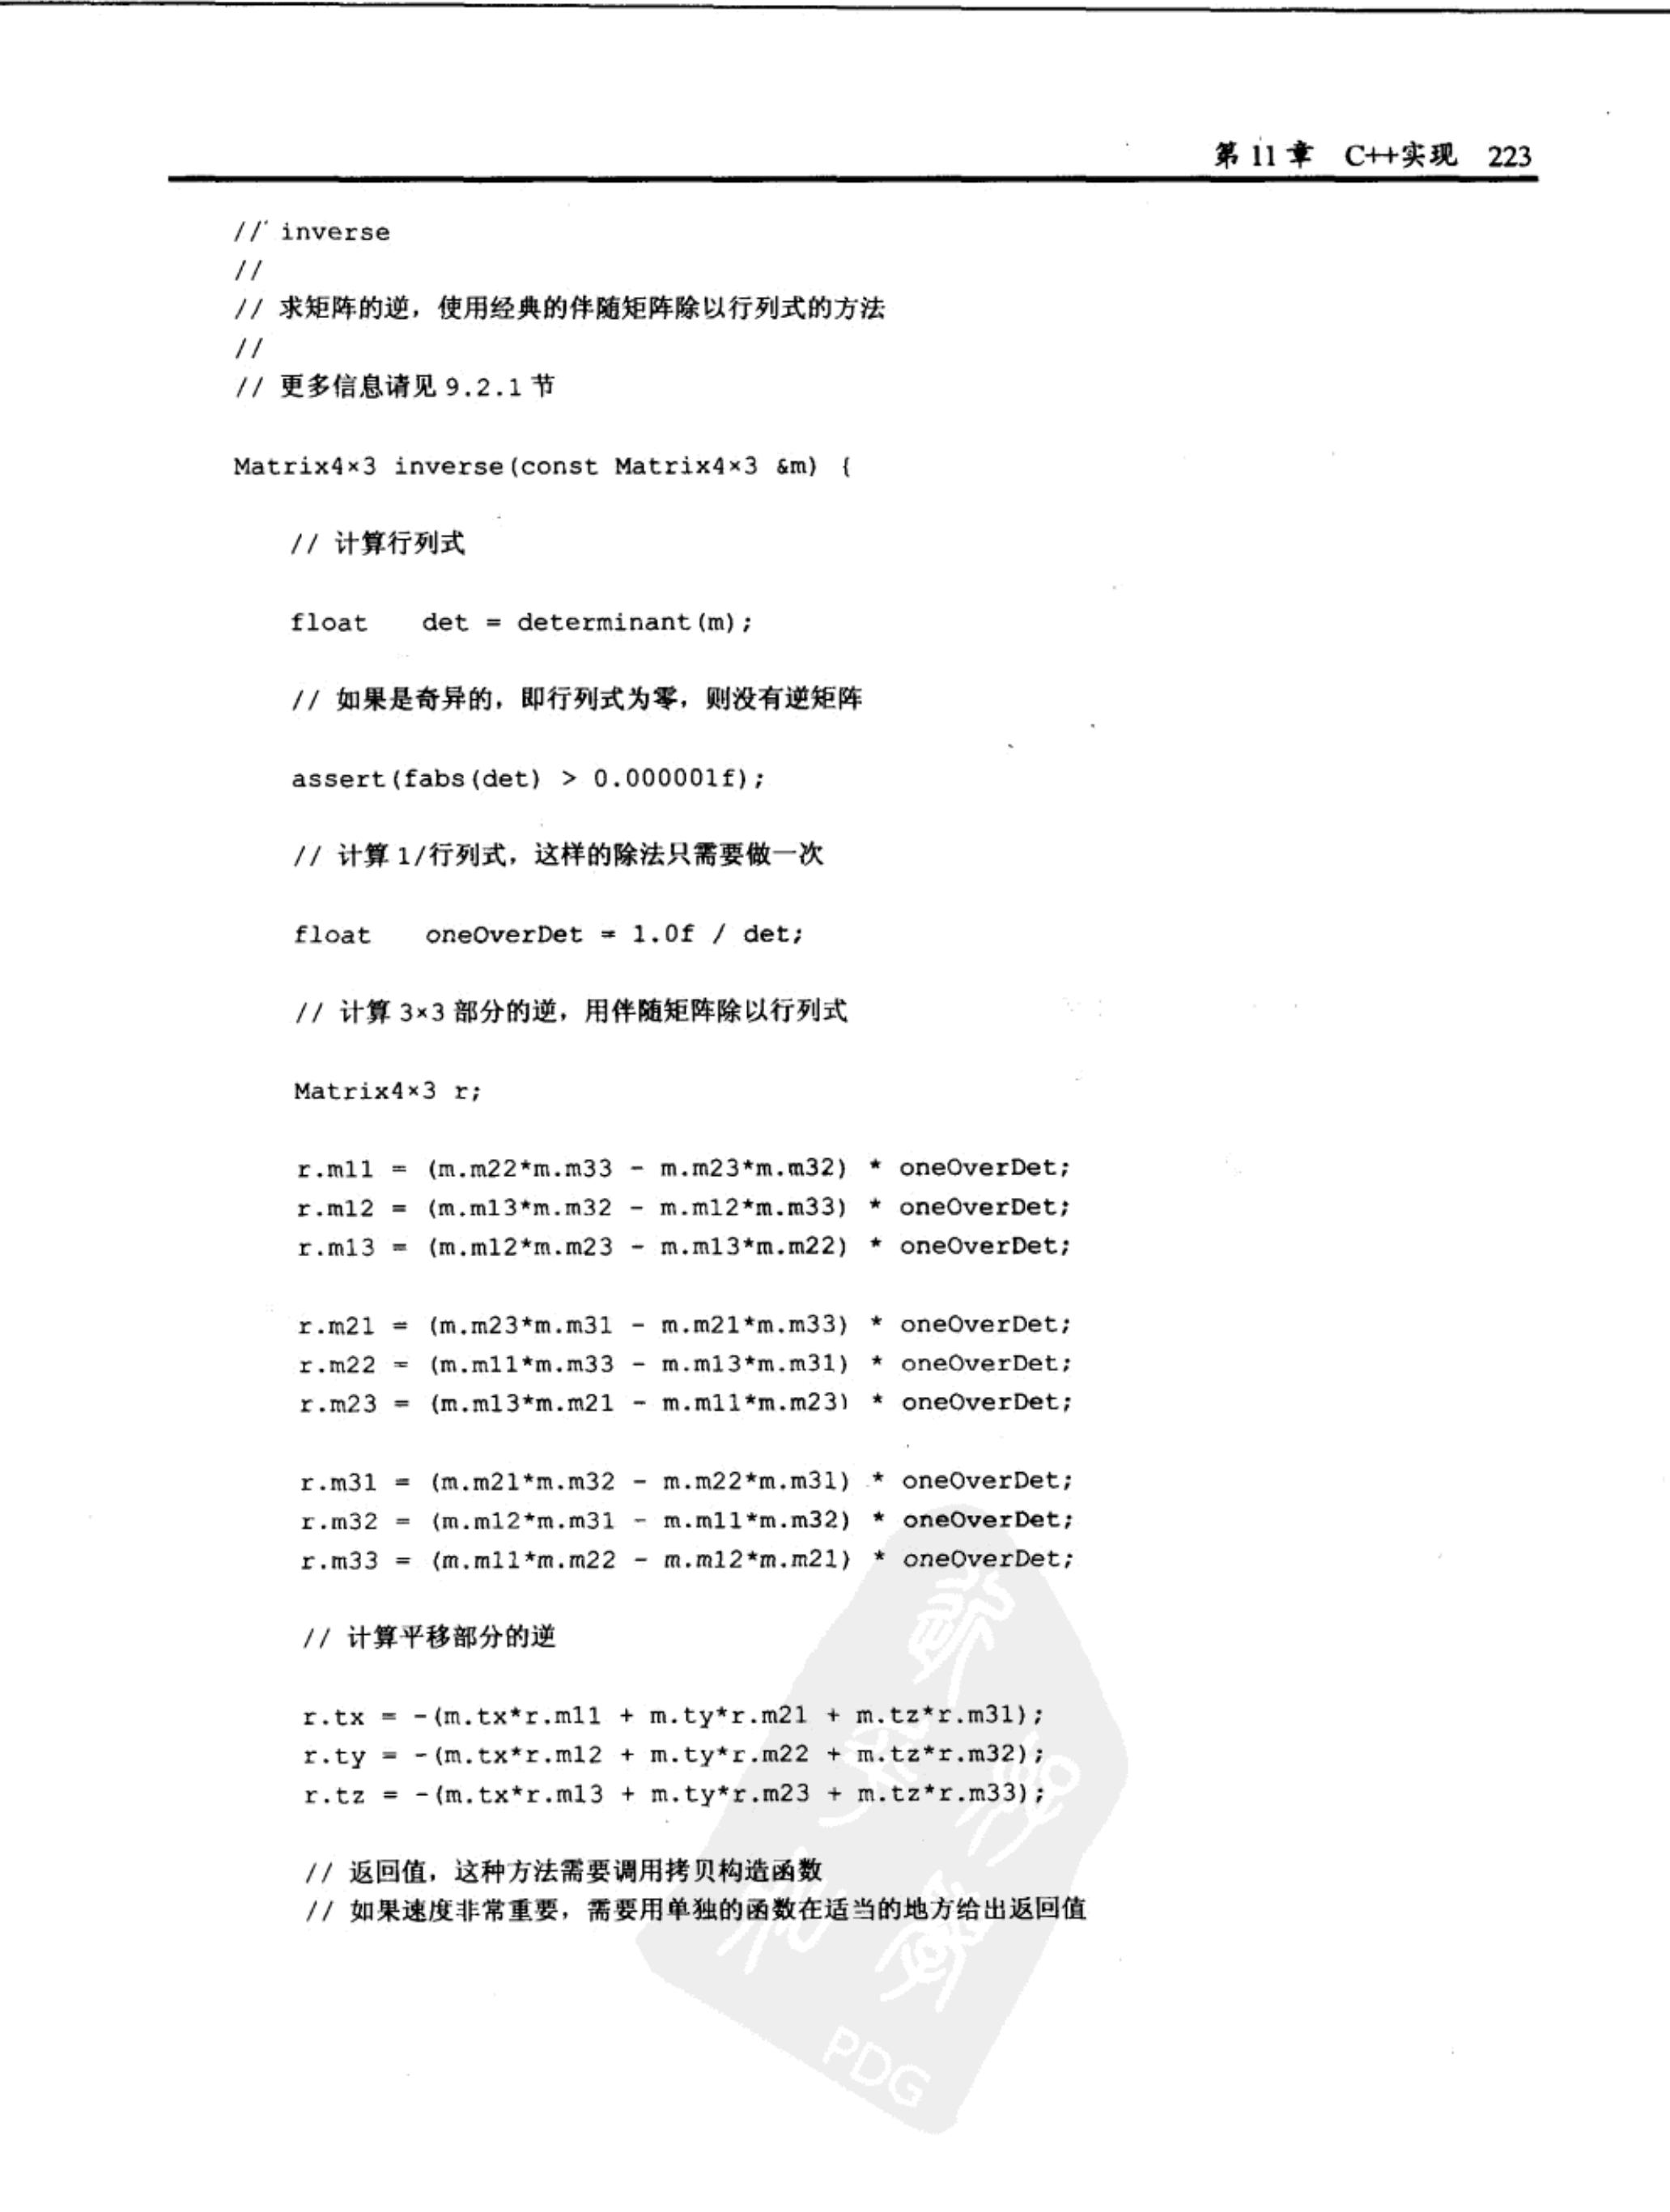 第 11 章 C++实现 223
// inverse
//
// 求矩阵的逆，使用经典的伴随矩阵除以行列式的方法
//
// 更多信息请见 9.2.1 节
Matrix4×3 inverse(const Matrix4×3 &m) {
// 计算行列式
float det = determinant(m);
// 如果是奇异的，即行列式为零，则没有逆矩阵
assert(fabs(det) > 0.000001f);
// 计算 1/行列式，这样的除法只需要做一次
float oneOverDet = 1.0f / det;
// 计算 3×3 部分的逆，用伴随矩阵除以行列式
Matrix4×3 r;
r.m11 = (m.m22*m.m33 - m.m23*m.m32) * oneOverDet;
r.m12 = (m.m13*m.m32 - m.m12*m.m33) * oneOverDet;
r.m13 = (m.m12*m.m23 - m.m13*m.m22) * oneOverDet;
r.m21 = (m.m23*m.m31 - m.m21*m.m33) * oneOverDet;
r.m22 = (m.m11*m.m33 - m.m13*m.m31) * oneOverDet;
r.m23 = (m.m13*m.m21 - m.m11*m.m23) * oneOverDet;
r.m31 = (m.m21*m.m32 - m.m22*m.m31) * oneOverDet;
r.m32 = (m.m12*m.m31 - m.m11*m.m32) * oneOverDet;
r.m33 = (m.m11*m.m22 - m.m12*m.m21) * oneOverDet;
// 计算平移部分的逆
r.tx = -(m.tx*r.m11 + m.ty*r.m21 + m.tz*r.m31);
r.ty = -(m.tx*r.m12 + m.ty*r.m22 + m.tz*r.m32);
r.tz = -(m.tx*r.m13 + m.ty*r.m23 + m.tz*r.m33);
// 返回值，这种方法需要调用拷贝构造函数
// 如果速度非常重要，需要用单独的函数在适当的地方给出返回值
PDG